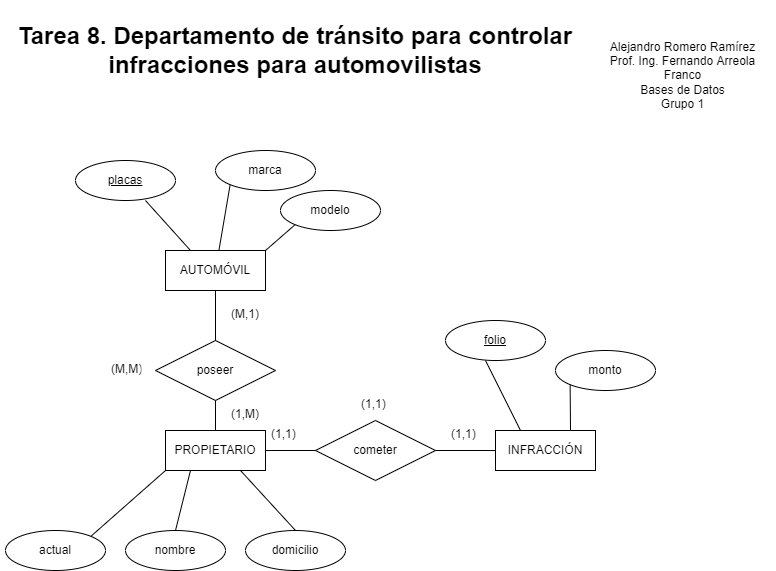 Tarea 8. Departamento de tránsito para controlar
infracciones para automovilistas
Alejandro Romero Ramírez
Prof. Ing. Fernando Arreola
Franco
Bases de Datos
Grupo 1
placas
marca
modelo
AUTOMÓVIL
(M,1)
(M,M)
poseer
(1,M)
folio
monto
PROPIETARIO
(1,1)
(1,1)
cometer
(1,1)
INFRACCIÓN
actual
nombre
domicilio